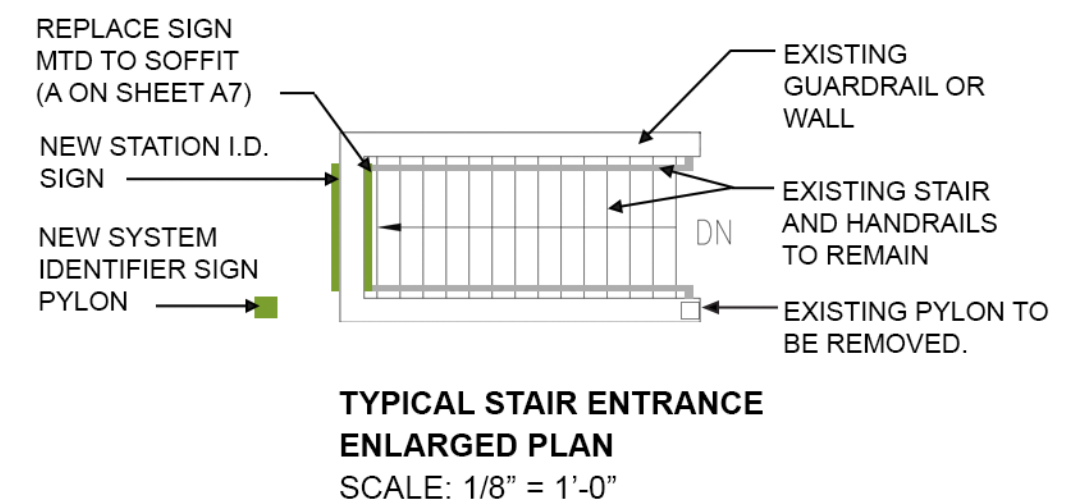 REPLACE SIGN
MTD TO SOFFIT
(A ON SHEET A7)
NEW STATION I.D.
SIGN
NEW SYSTEM
IDENTIFIER SIGN
PYLON
EXISTING
GUARDRAIL OR
WALL
EXISTING STAIR
AND HANDRAILS
TO REMAIN
DN
EXISTING PYLON TO
BE REMOVED.
TYPICAL STAIR ENTRANCE
ENLARGED PLAN
SCALE: 1/8” = 1’-0”